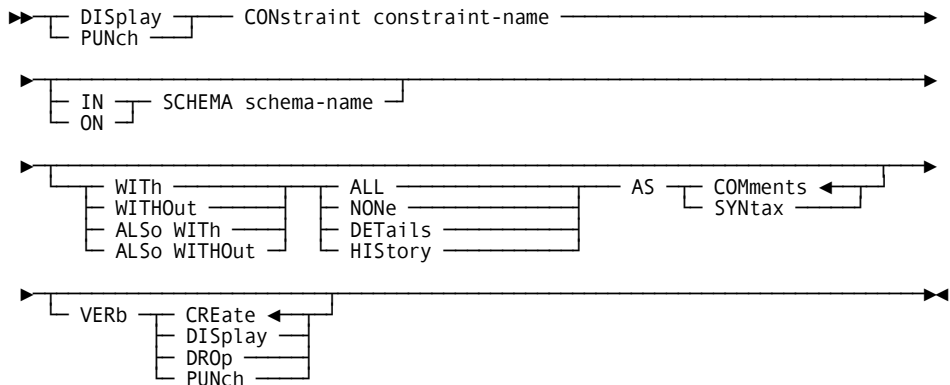 DISplay CONstraint constraint-name
PUNch
IN SCHEMA schema-name
ON
WITh ALL AS COMments
WITHOut NONe SYNtax
ALSo WITh DETails
ALSo WITHOut HIStory
VERb CREate
DISplay
DROp
PUNch